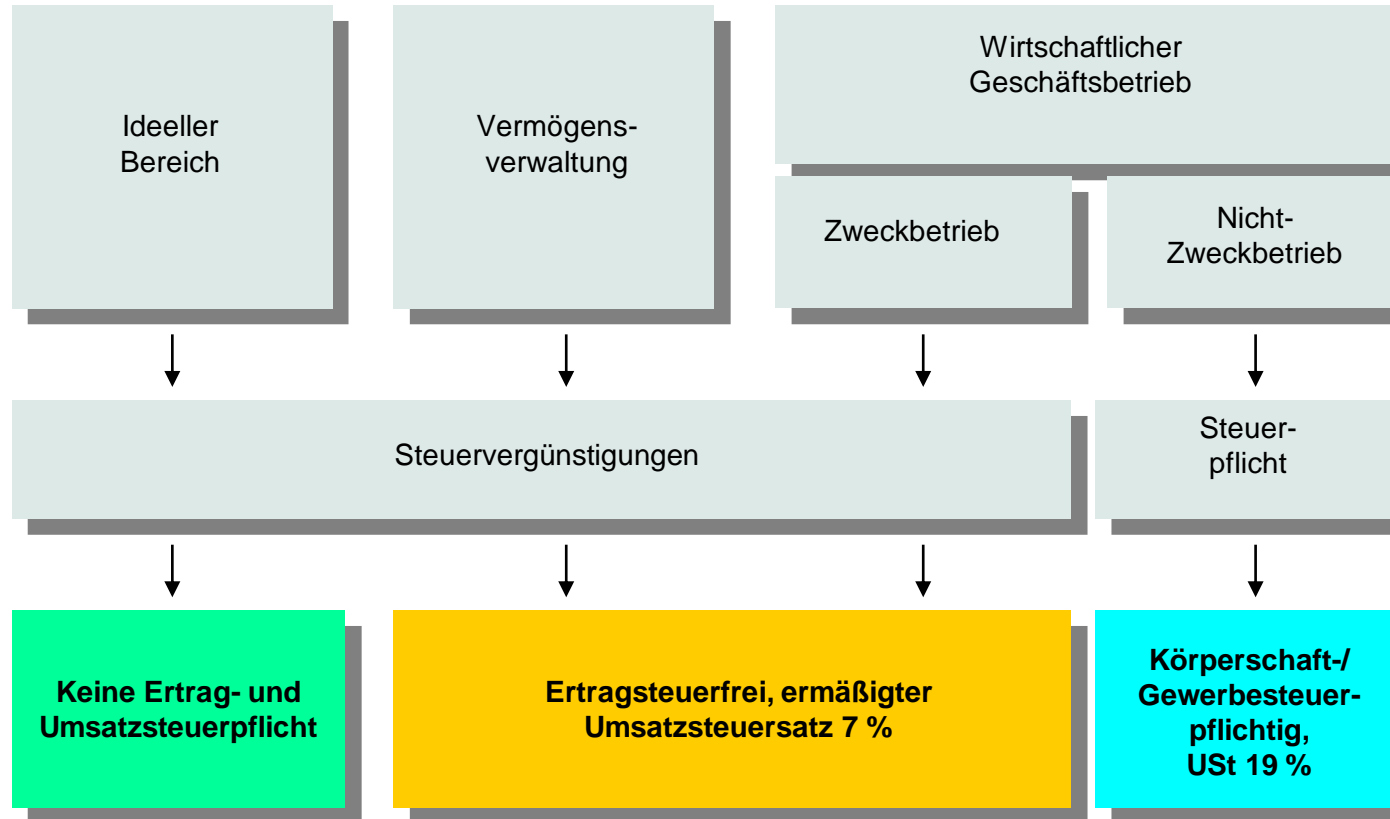 Ideeller
Bereich
Vermögens-
verwaltung
Wirtschaftlicher
Geschäftsbetrieb
Zweckbetrieb
Nicht-
Zweckbetrieb
Steuervergünstigungen
Steuer-
pflicht
Keine Ertrag- und
Umsatzsteuerpflicht
Ertragsteuerfrei, ermäßigter
Umsatzsteuersatz 7 %
Körperschaft-/
Gewerbesteuer-
pflichtig,
USt 19 %